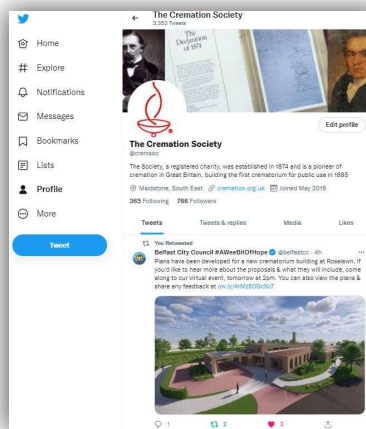 Home
Explore
Notifications
Messages
Bookmarks
Lists
Profile
More
Tweet
The Cremation Society
3,353 Tweets
The
Declaration
of 1874
Edit profile
The Cremation Society
@cremsoc
The Society, a registered charity, was established in 1874 and is a pioneer of
cremation in Great Britain, building the first crematorium for public use in 1885
Maidstone, South East cremation.org.uk Joined May 2018
365 Following 766 Followers
Tweets Tweets & replies Media Likes
You Retweeted
Belfast City Council #AWeeBitOfHope @belfastcc · 4h
Plans have been developed for a new crematorium building at Roselawn. If
you'd like to hear more about the proposals & what they will include, come
along to our virtual event, tomorrow at 2pm. You can also view the plans &
share any feedback at
1 2 3